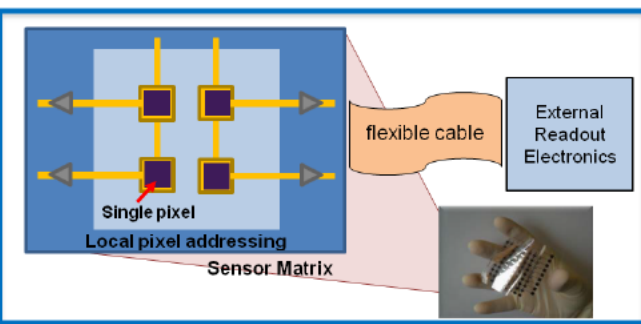 flexible cable
External
Readout
Electronics
Single pixel
Local pixel addressing
Sensor Matrix